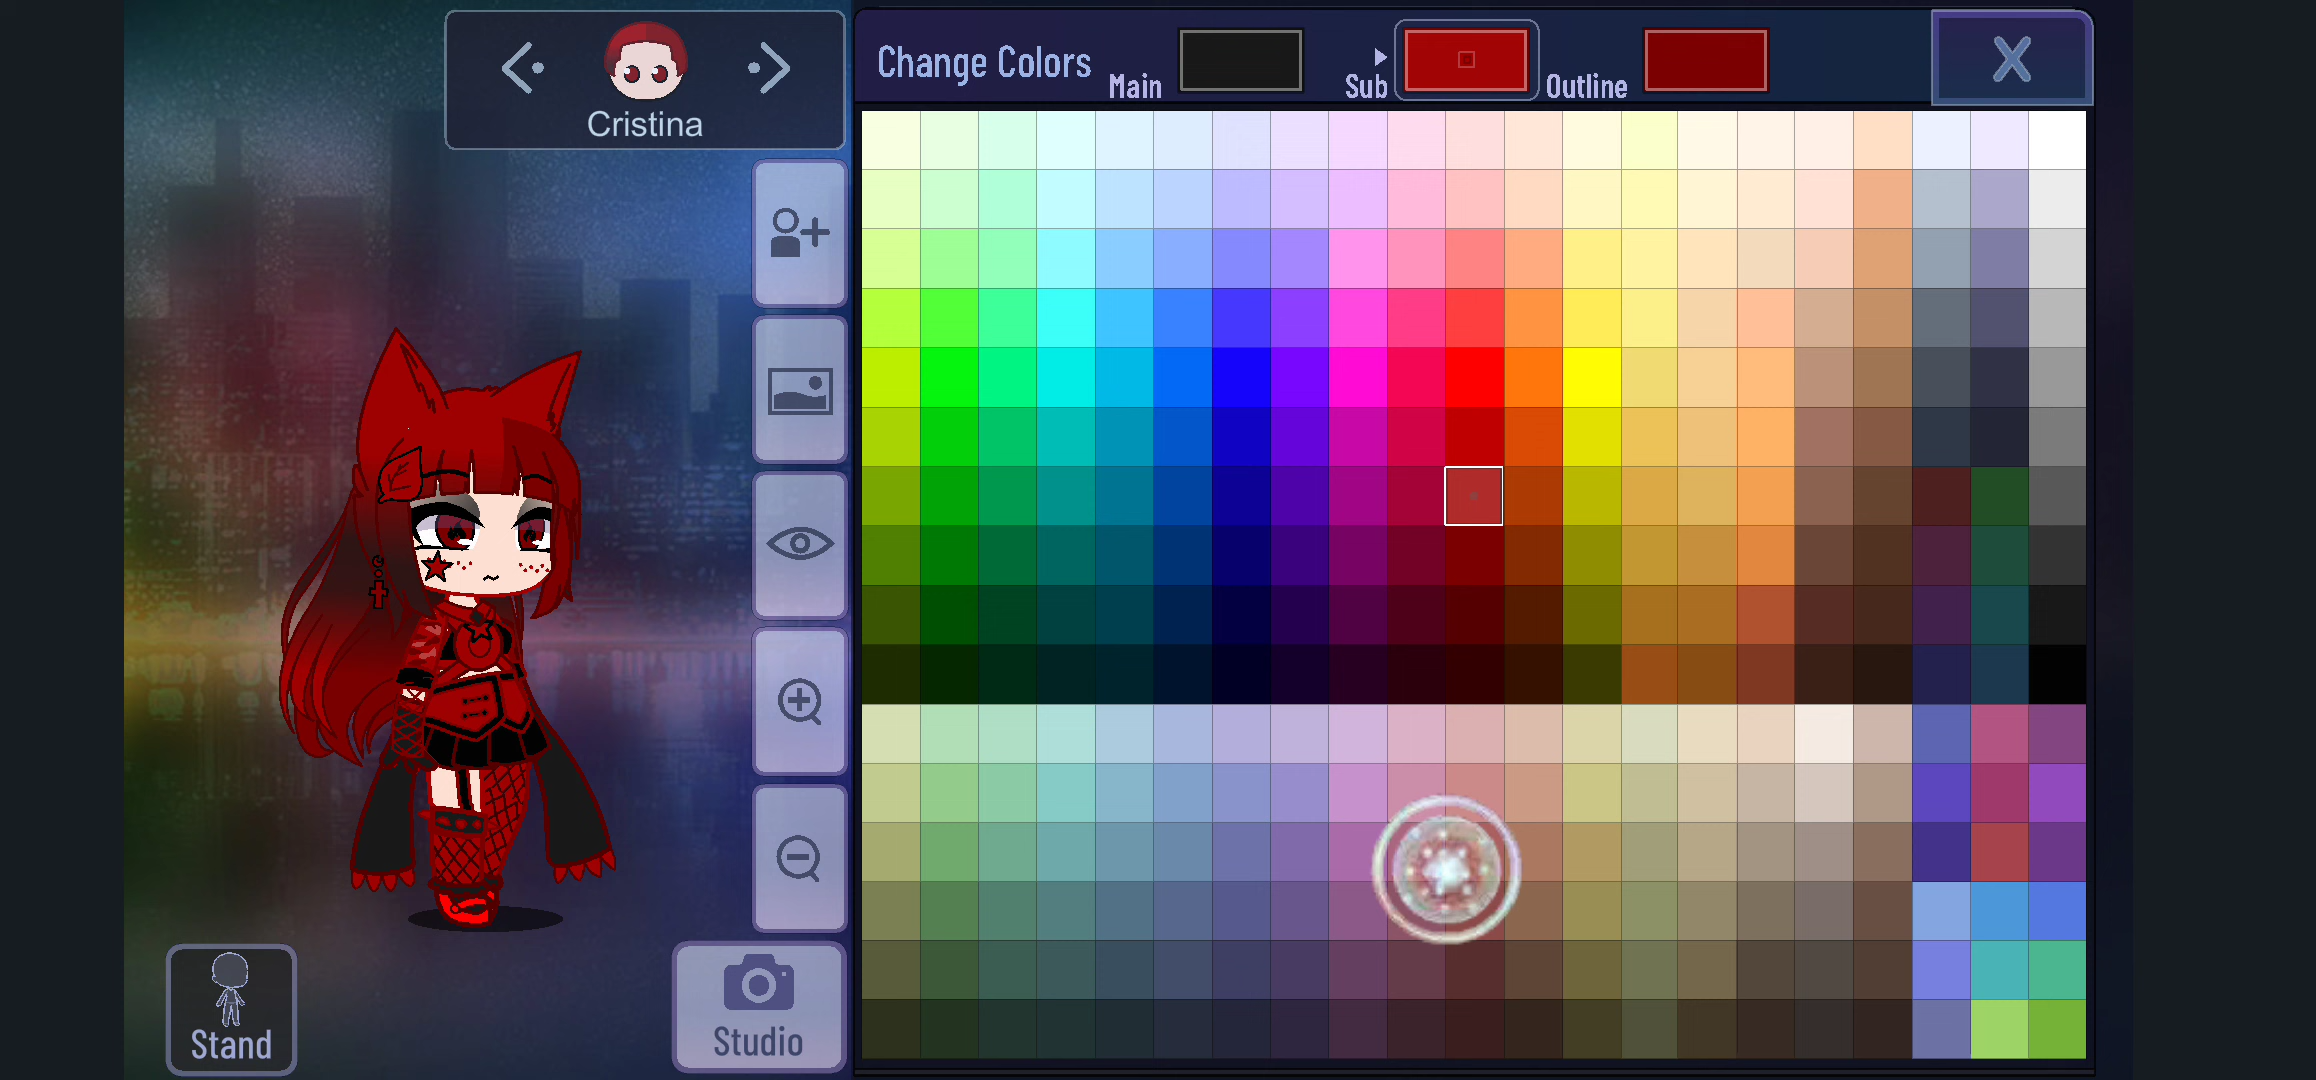 Cristina
Change Colors
Main
Sub
Outline
X
Stand
Studio